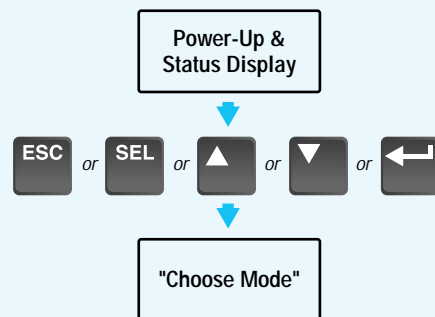 Power-Up &
Status Display
ESC or SEL or or or
"Choose Mode"